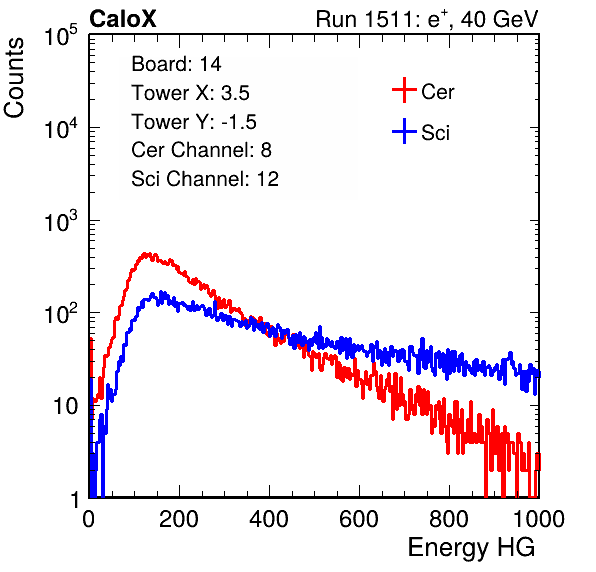 CaloX Run 1511: e⁺, 40 GeV
Counts
10⁵
10⁴
10³
10²
10
1
Board: 14
Tower X: 3.5
Tower Y: -1.5
Cer Channel: 8
Sci Channel: 12
Cer
Sci
0 200 400 600 800 1000
Energy HG